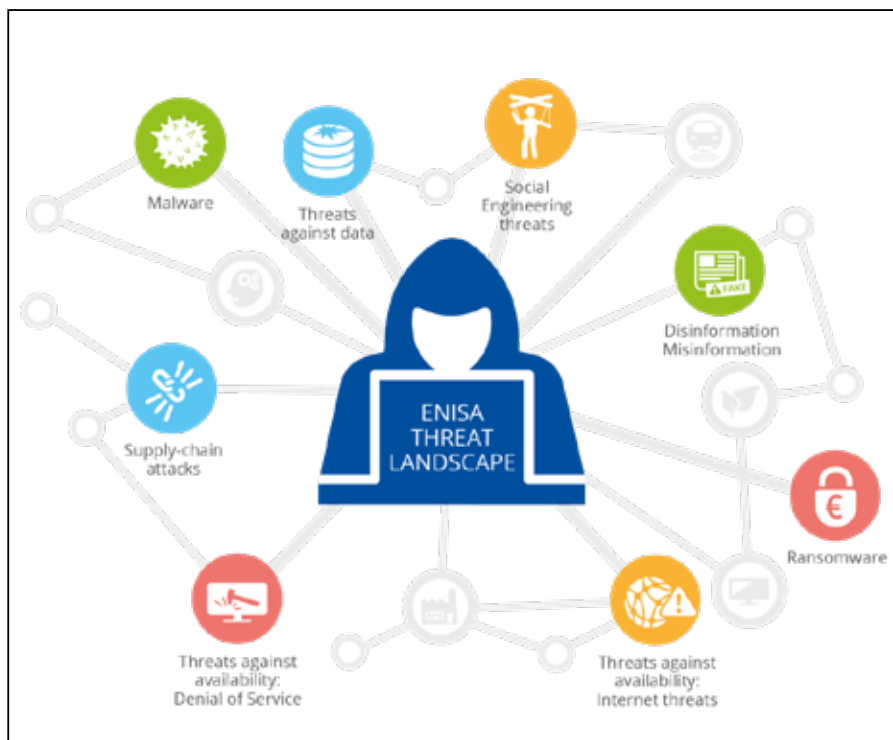 Malware
Threats
against data
Social
Engineering
threats
FAKE
Disinformation
Misinformation
ENISA
THREAT
LANDSCAPE
Supply-chain
attacks
€
Ransomware
Threats against
availability:
Denial of Service
Threats against
availability:
Internet threats